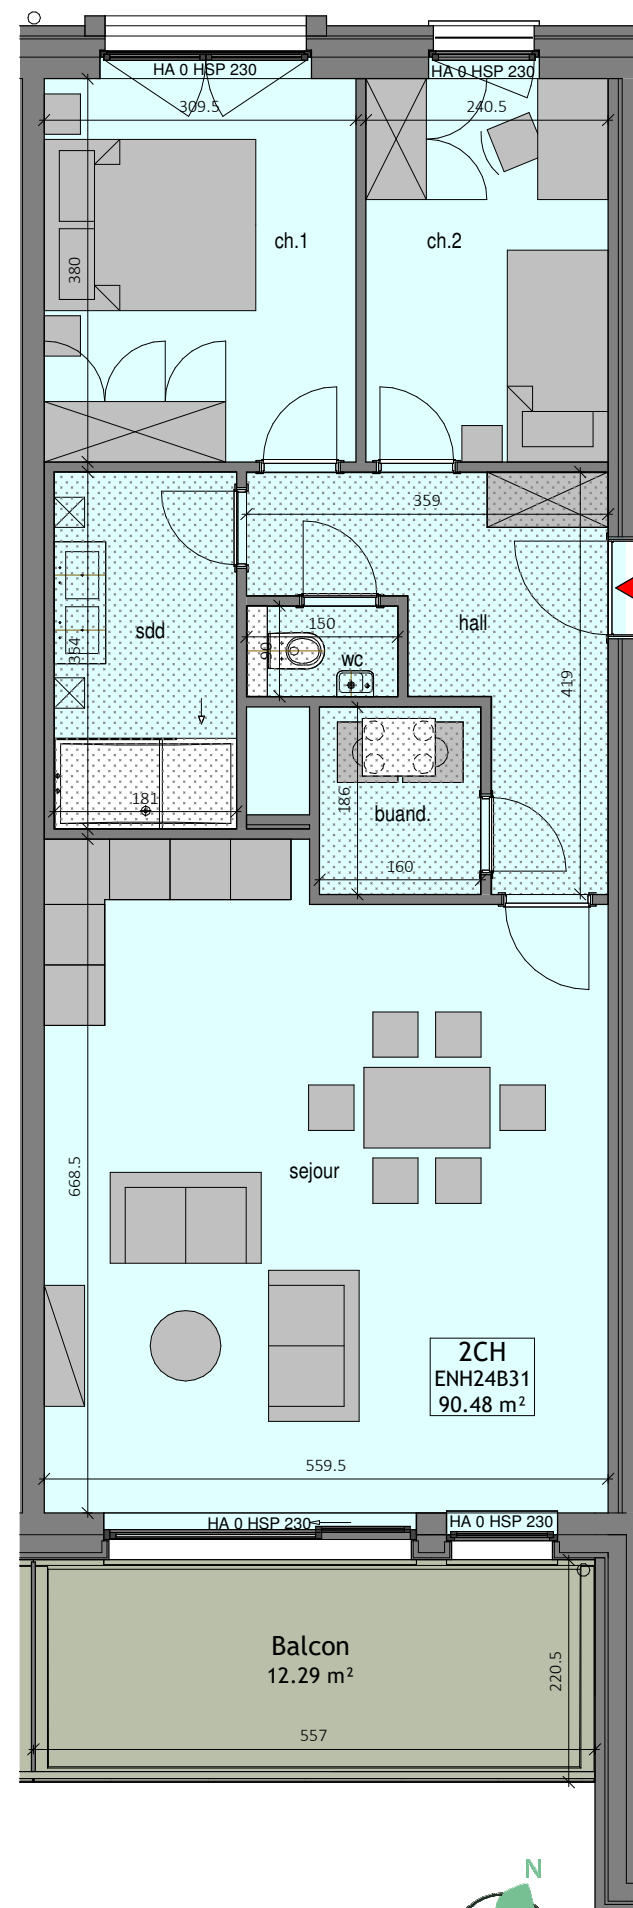 HA 0 HSP 230
HA 0 HSP 230
309.5
240.5
ch.1
ch.2
380
359
sdd
354
150
90
wc
hall
419
186
buand.
181
160
668.5
sejour
2CH
ENH24B31
90.48 m²
559.5
HA 0 HSP 230
HA 0 HSP 230
Balcon
12.29 m²
220.5
557
N